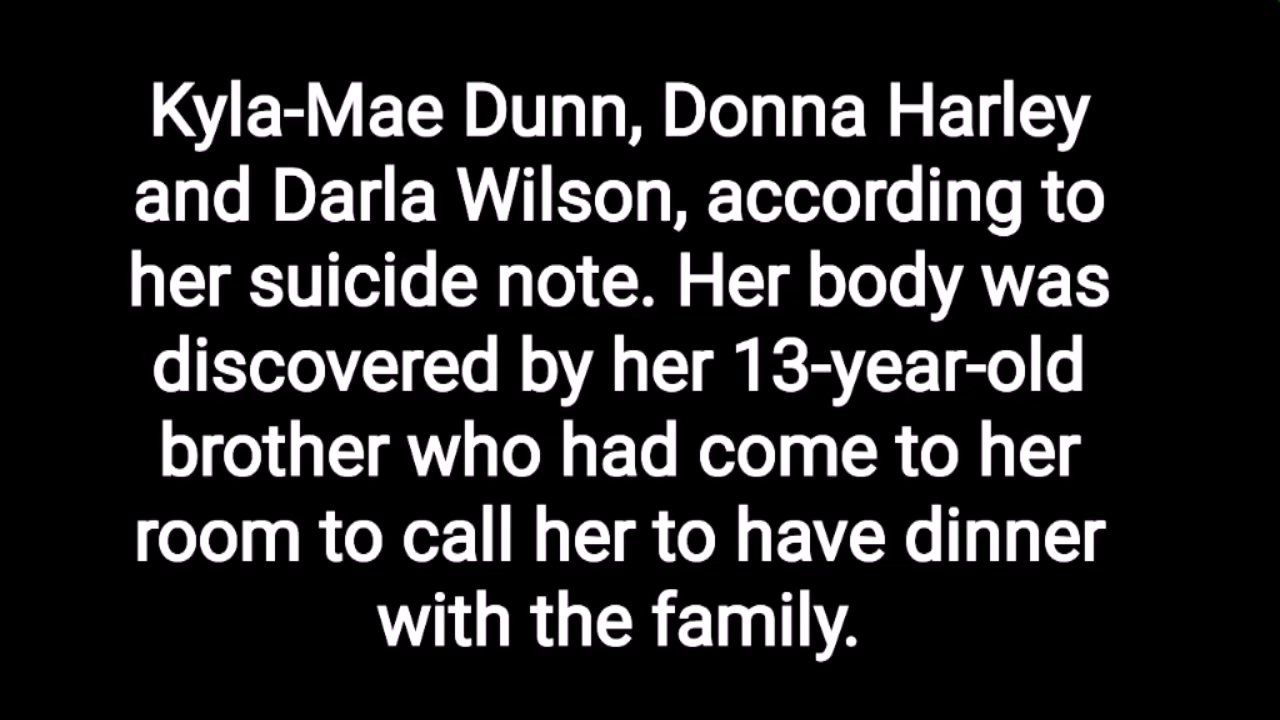 Kyla-Mae Dunn, Donna Harley
and Darla Wilson, according to
her suicide note. Her body was
discovered by her 13-year-old
brother who had come to her
room to call her to have dinner
with the family.